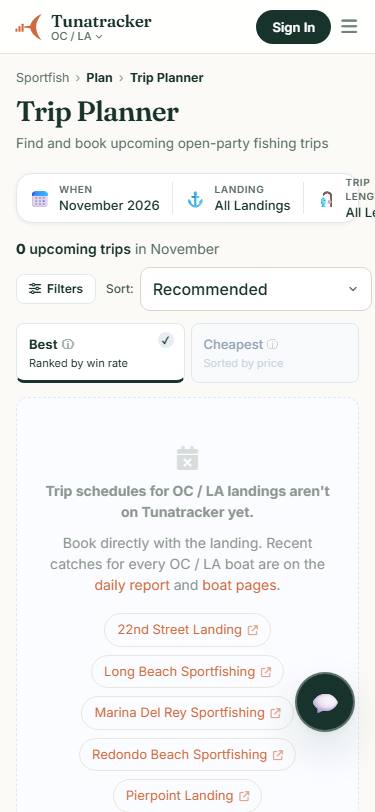 Tunatracker
OC / LA
Sign In
Sportfish › Plan › Trip Planner
Trip Planner
Find and book upcoming open-party fishing trips
WHEN
November 2026
LANDING
All Landings
TRIP
LENG
All Le
0 upcoming trips in November
Filters
Sort:
Recommended
Best
Ranked by win rate
Cheapest
Sorted by price
Trip schedules for OC / LA landings aren't
on Tunatracker yet.
Book directly with the landing. Recent
catches for every OC / LA boat are on the
daily report and boat pages.
22nd Street Landing
Long Beach Sportfishing
Marina Del Rey Sportfishing
Redondo Beach Sportfishing
Pierpoint Landing